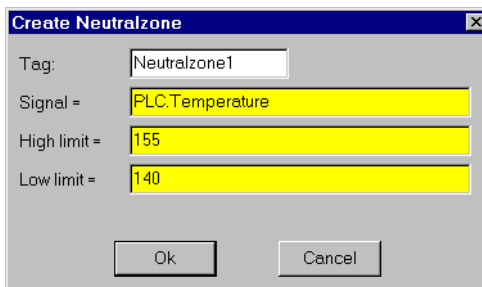 Create Neutralzone
Tag: Neutralzone1
Signal = PLC.Temperature
High limit = 155
Low limit = 140
Ok Cancel